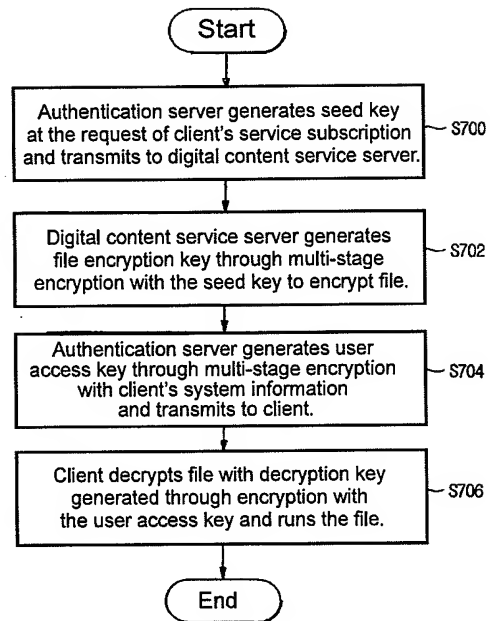 Start
Authentication server generates seed key
at the request of client's service subscription
and transmits to digital content service server.
S700
Digital content service server generates
file encryption key through multi-stage
encryption with the seed key to encrypt file.
S702
Authentication server generates user
access key through multi-stage encryption
with client's system information
and transmits to client.
S704
Client decrypts file with decryption key
generated through encryption with
the user access key and runs the file.
S706
End